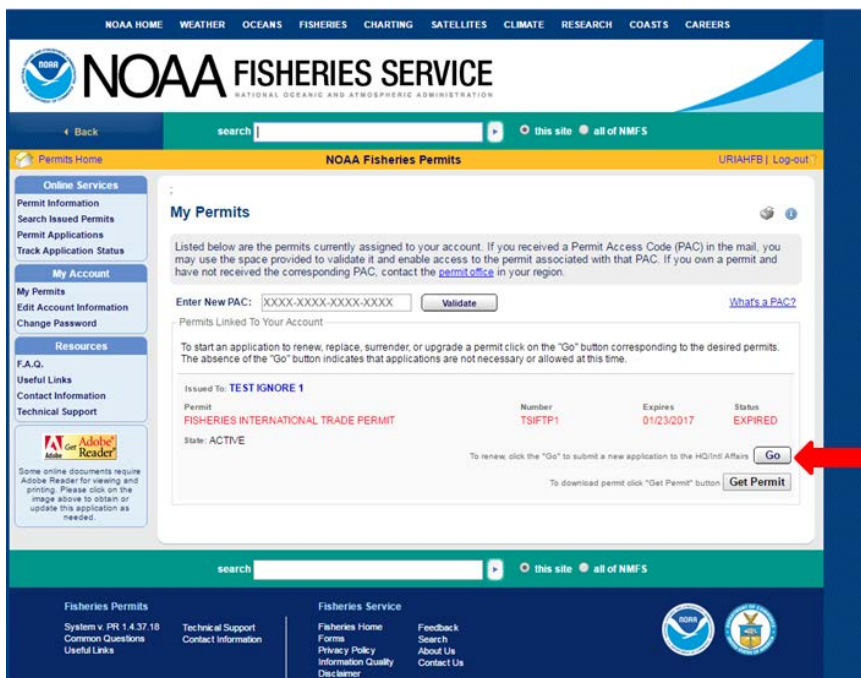 NOAA HOME WEATHER OCEANS FISHERIES CHARTING SATELLITES CLIMATE RESEARCH COASTS CAREERS
NOAA
NOAA FISHERIES SERVICE
NATIONAL OCEANIC AND ATMOSPHERIC ADMINISTRATION
Back
search this site all of NMFS
Permits Home NOAA Fisheries Permits URIAHFB | Log-out
Online Services
Permit Information
Search Issued Permits
Permit Applications
Track Application Status
My Account
My Permits
Edit Account Information
Change Password
Resources
F.A.Q.
Useful Links
Contact Information
Technical Support
Get Adobe Reader
Adobe
Some online documents require
Adobe Reader for viewing and
printing. Please click on the
image above to obtain or
update this application as
needed.
;
My Permits
Listed below are the permits currently assigned to your account. If you received a Permit Access Code (PAC) in the mail, you
may use the space provided to validate it and enable access to the permit associated with that PAC. If you own a permit and
have not received the corresponding PAC, contact the permit office in your region.
Enter New PAC: XXXX-XXXX-XXXX-XXXX Validate What's a PAC?
Permits Linked To Your Account
To start an application to renew, replace, surrender, or upgrade a permit click on the "Go" button corresponding to the desired permits.
The absence of the "Go" button indicates that applications are not necessary or allowed at this time.
Issued To: TEST IGNORE 1
Permit Number Expires Status
FISHERIES INTERNATIONAL TRADE PERMIT TSIFTP1 01/23/2017 EXPIRED
State: ACTIVE
To renew, click the "Go" to submit a new application to the HQ/Intl Affairs Go
To download permit click "Get Permit" button Get Permit
search this site all of NMFS
Fisheries Permits
System v. PR 1.4.37.18
Common Questions
Useful Links
Technical Support
Contact Information
Fisheries Service
Fisheries Home
Forms
Privacy Policy
Information Quality
Disclaimer
Feedback
Search
About Us
Contact Us
NOAA